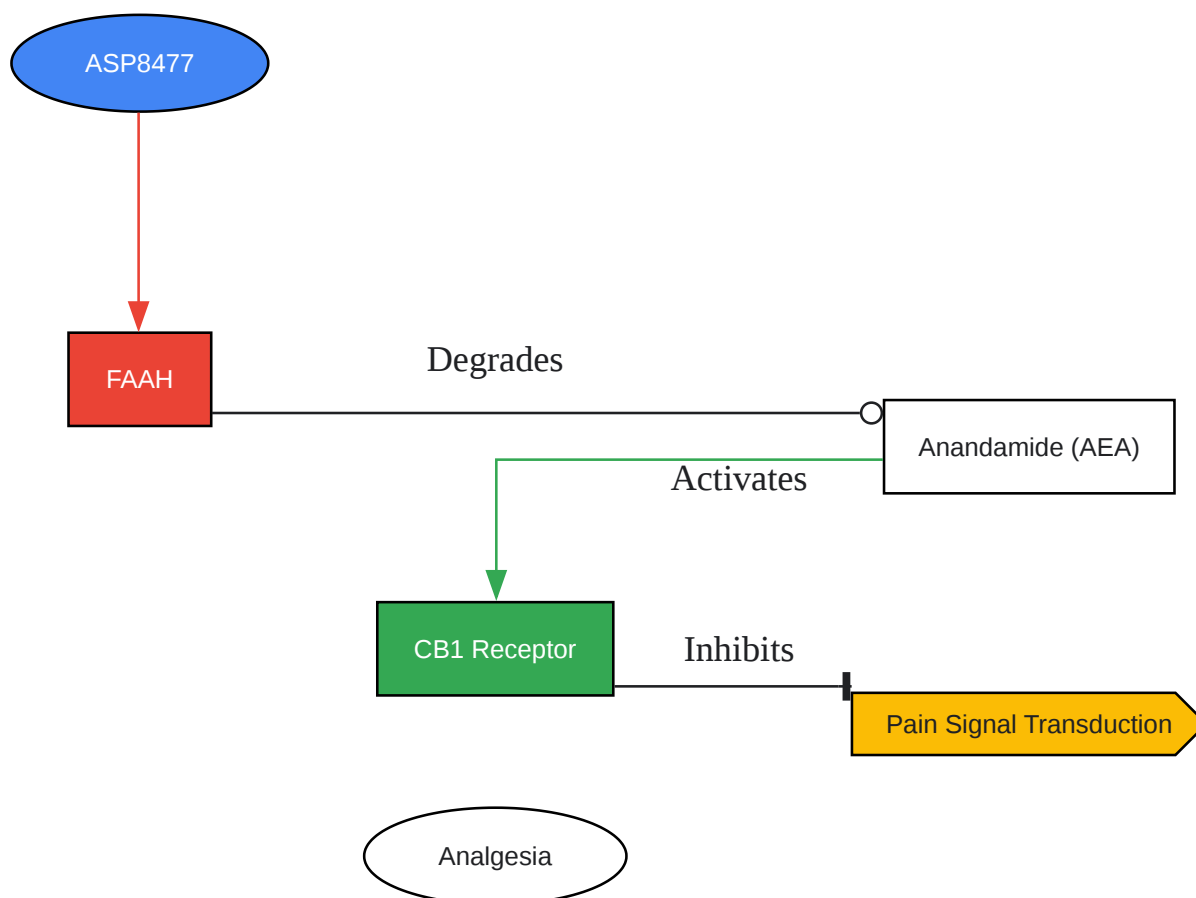 ASP8477
FAAH
Degrades
Anandamide (AEA)
Activates
CB1 Receptor
Inhibits
Pain Signal Transduction
Analgesia